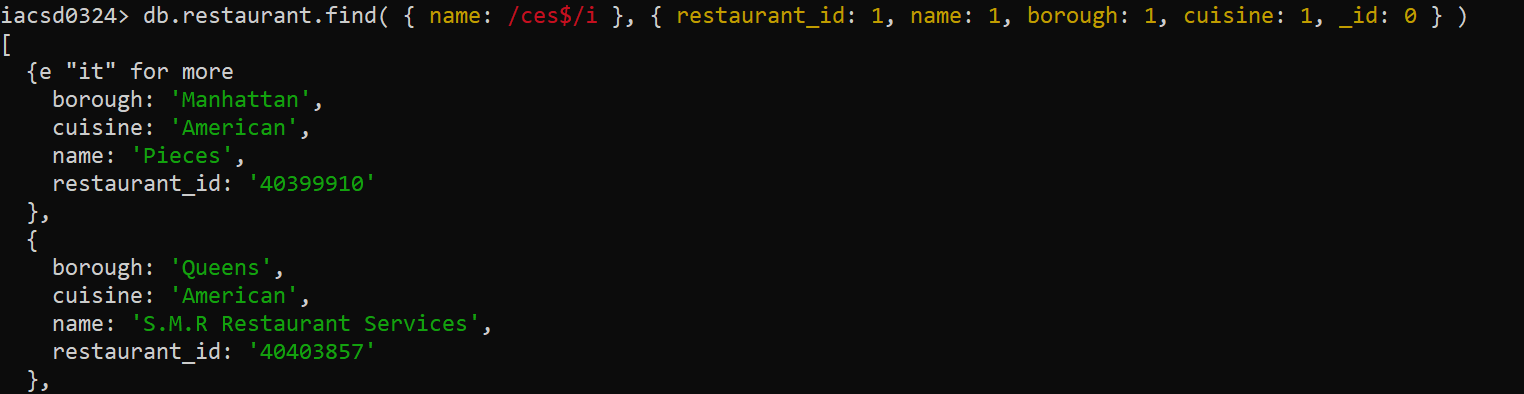 iacsd0324> db.restaurant.find( { name: /ces$/i }, { restaurant_id: 1, name: 1, borough: 1, cuisine: 1, _id: 0 } )
[
  {e "it" for more
    borough: 'Manhattan',
    cuisine: 'American',
    name: 'Pieces',
    restaurant_id: '40399910'
  },
  {
    borough: 'Queens',
    cuisine: 'American',
    name: 'S.M.R Restaurant Services',
    restaurant_id: '40403857'
  },